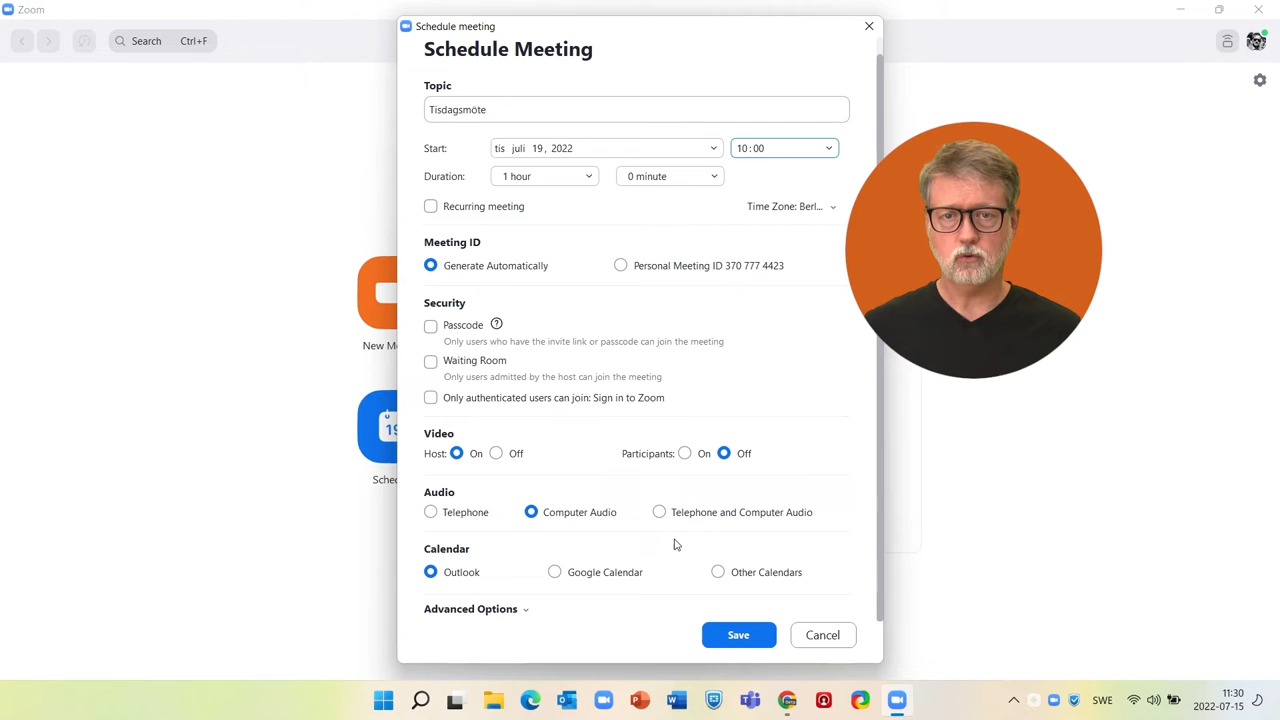 Zoom
Schedule meeting
Search Ctrl+F
Schedule Meeting
Topic
Tisdagsmöte
Start: tis juli 19, 2022 10:00
Duration: 1 hour 0 minute
Recurring meeting Time Zone: Berl...
Meeting ID
Generate Automatically Personal Meeting ID 370 777 4423
Security
Passcode
Only users who have the invite link or passcode can join the meeting
New M
Waiting Room
Only users admitted by the host can join the meeting
Only authenticated users can join: Sign in to Zoom
19
Video
Host: On Off Participants: On Off
Sched
Audio
Telephone Computer Audio Telephone and Computer Audio
Calendar
Outlook Google Calendar Other Calendars
Advanced Options
Save Cancel
SWE 11:30
2022-07-15